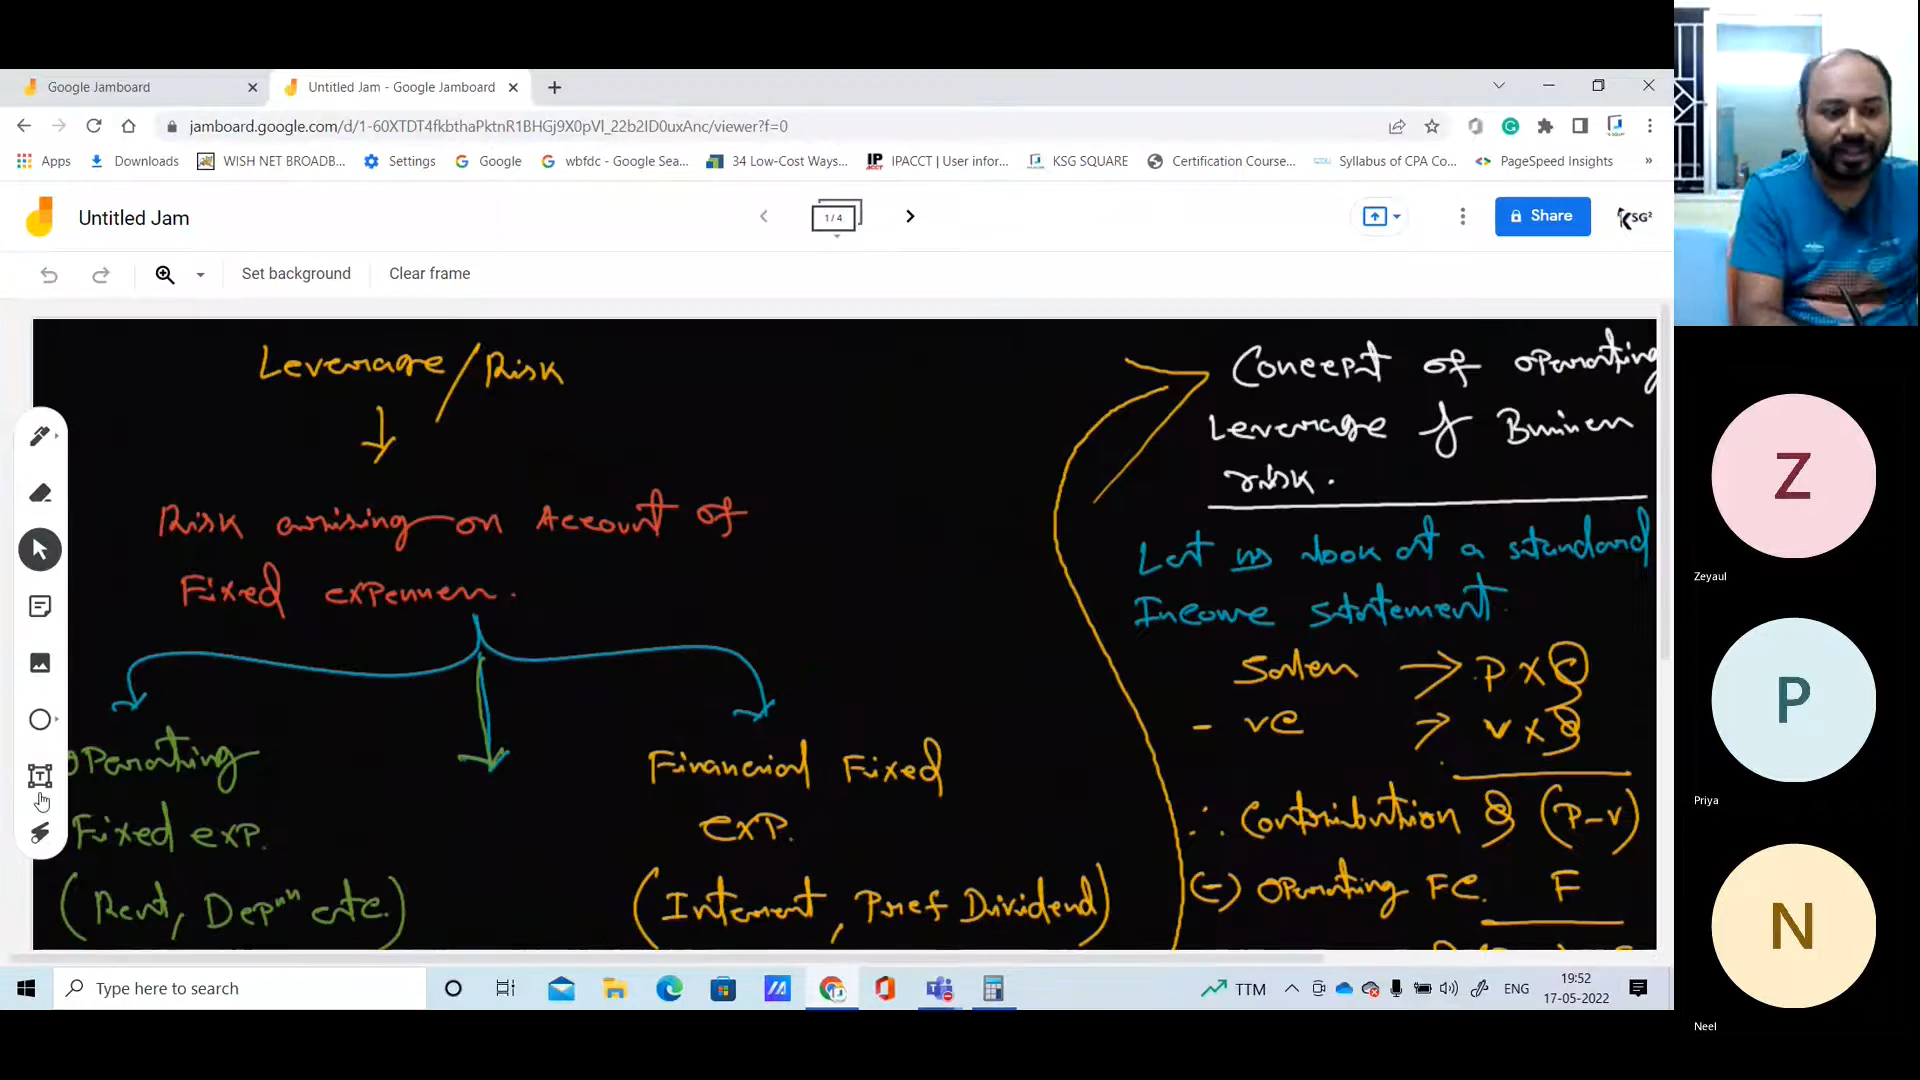 Google Jamboard
Untitled Jam - Google Jamboard
jamboard.google.com/d/1-60XTDT4fkbthaPktnR1BHGj9X0pVl_22b2ID0uxAnc/viewer?f=0
Apps Downloads WISH NET BROADB... Settings Google wbfdc - Google Sea... 34 Low-Cost Ways... IPACCT | User infor... KSG SQUARE Certification Course... Syllabus of CPA Co... PageSpeed Insights »
Untitled Jam
1 / 4
Share
KSG²
Set background Clear frame
Leverage / Risk
Risk arising on Account of
Fixed expenses.
Operating
Fixed exp.
(Rent, Depnn etc.)
Financial Fixed
exp.
(Interest, Pref Dividend)
Concept of operating
Leverage & Business
risk.
Let us look at a standard
Income statement
Sales → P x Q
- VC → V x Q
∴ Contribution Q (P-V)
(-) Operating FC. F
Type here to search
TTM
ENG
19:52
17-05-2022
Z
Zeyaul
P
Priya
N
Neel